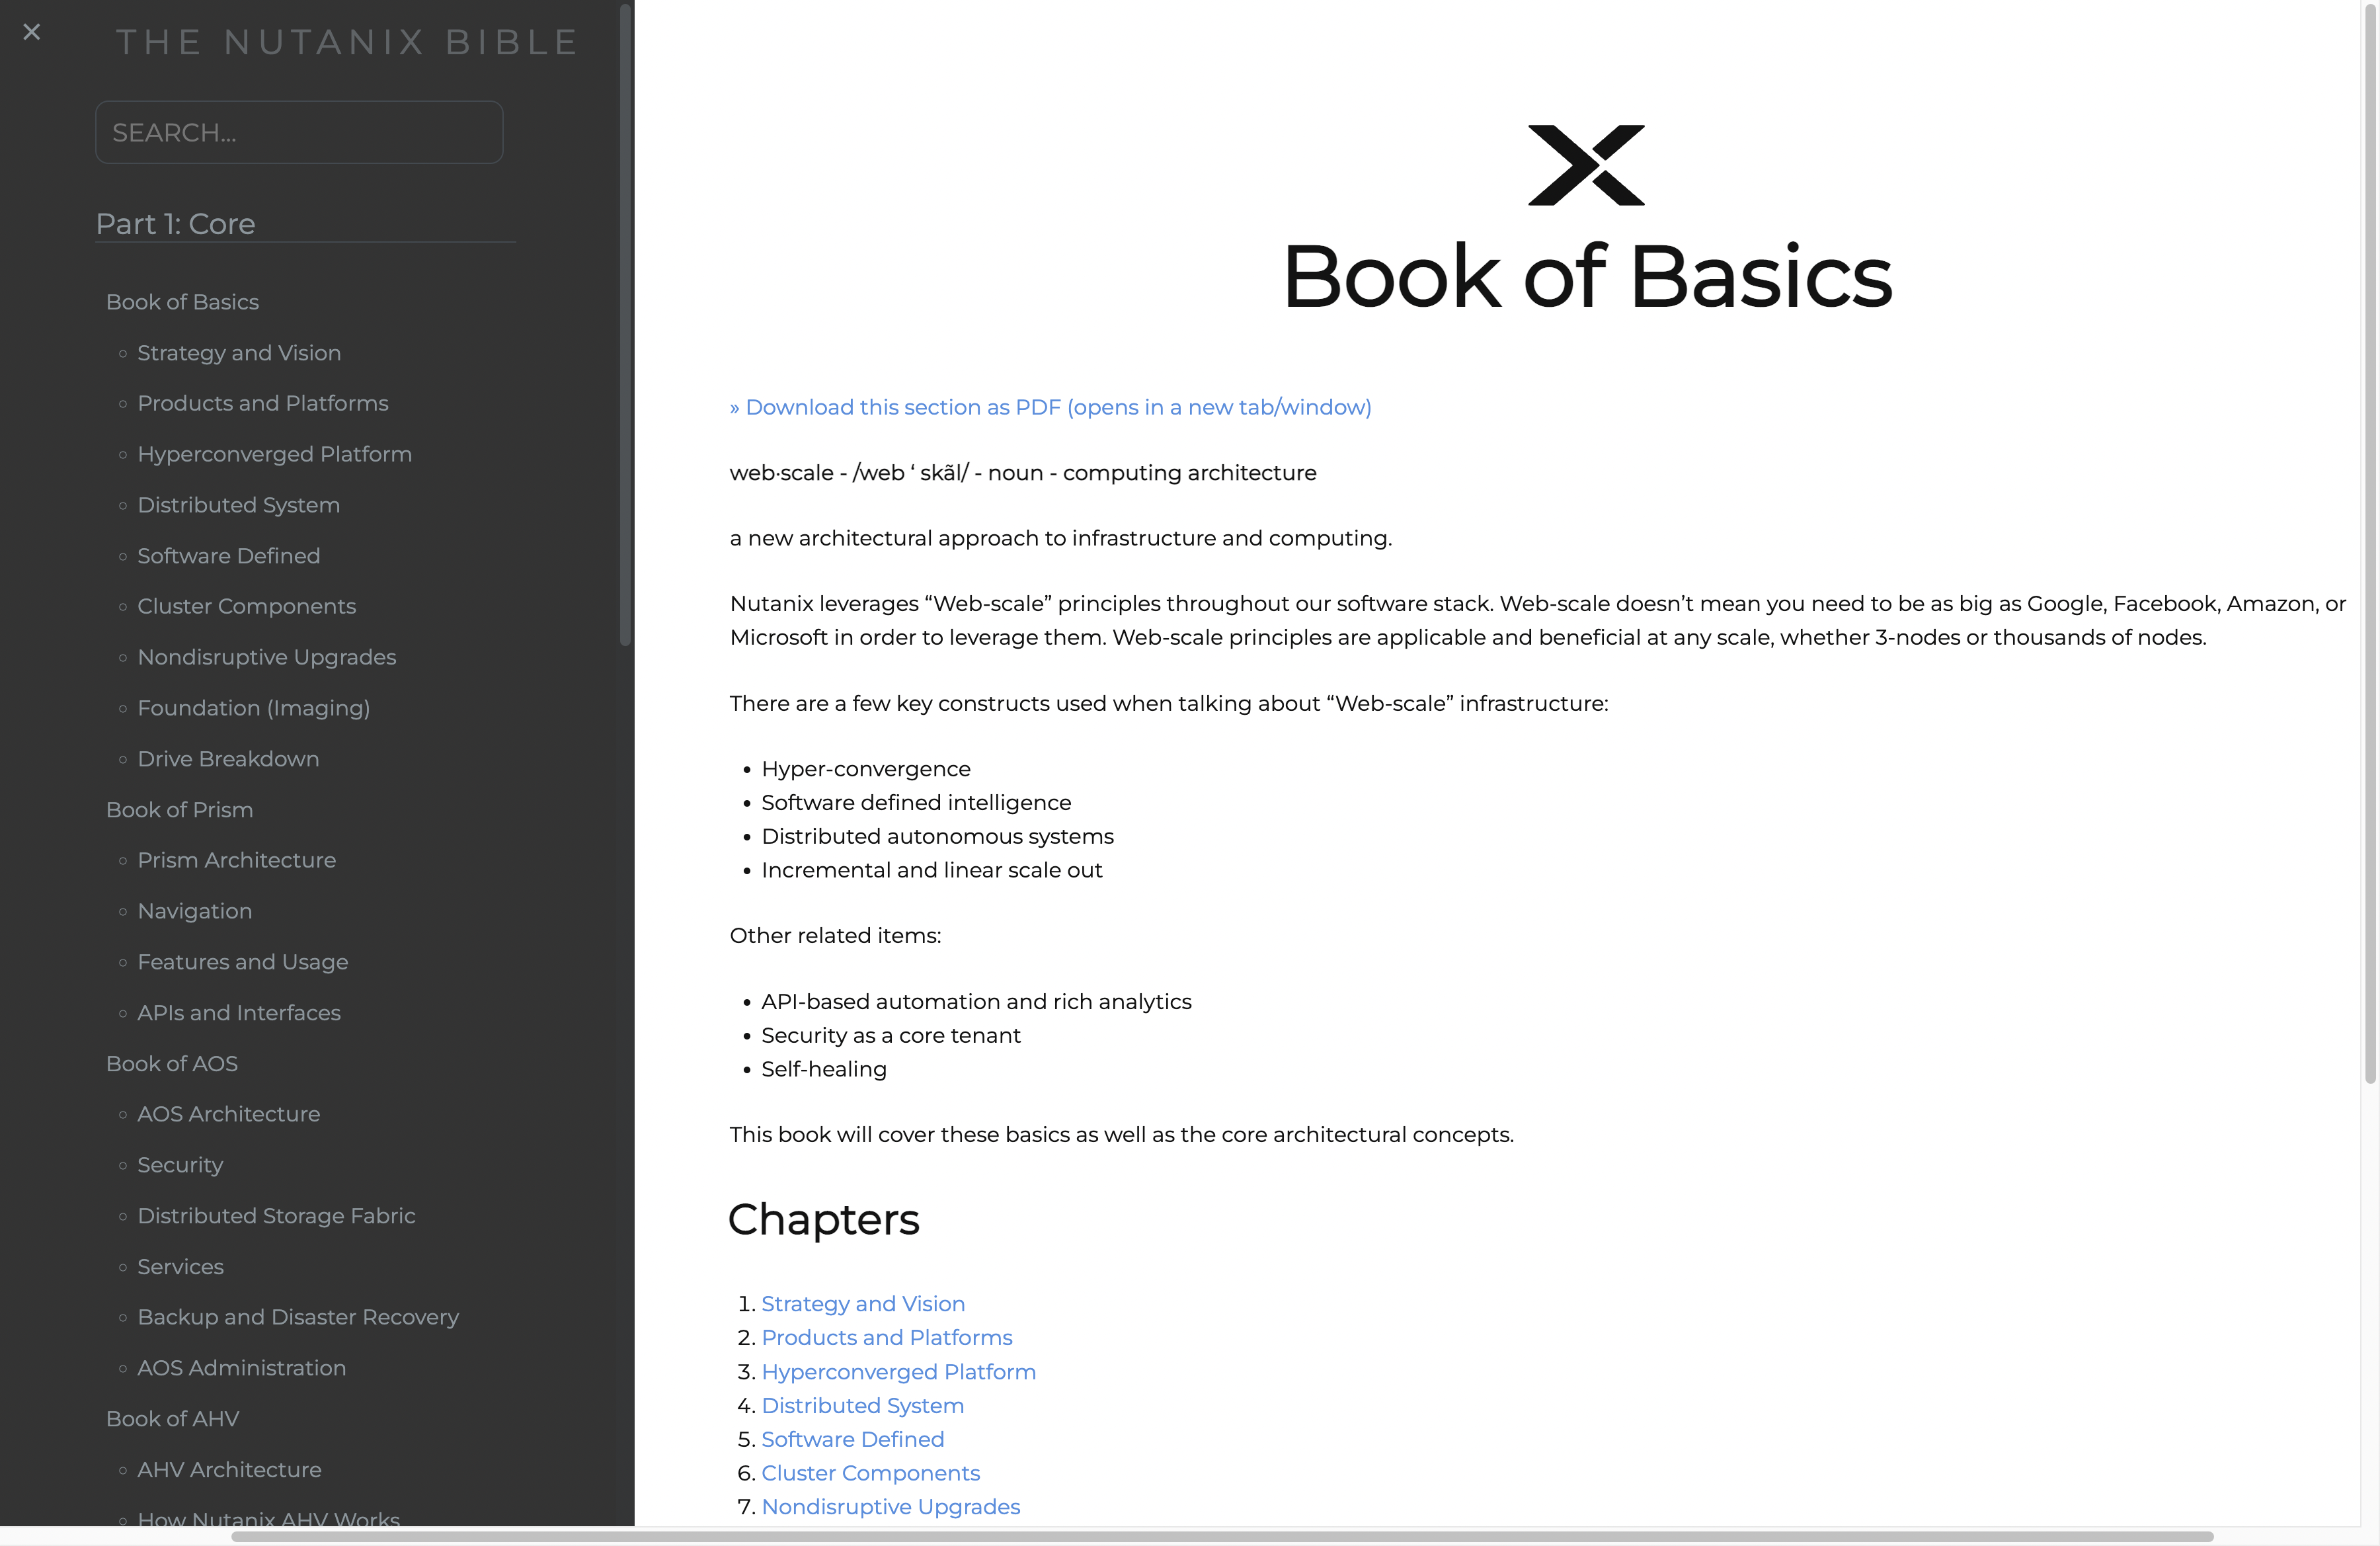 THE NUTANIX BIBLE
SEARCH...
Part 1: Core
Book of Basics
Strategy and Vision
Products and Platforms
Hyperconverged Platform
Distributed System
Software Defined
Cluster Components
Nondisruptive Upgrades
Foundation (Imaging)
Drive Breakdown
Book of Prism
Prism Architecture
Navigation
Features and Usage
APIs and Interfaces
Book of AOS
AOS Architecture
Security
Distributed Storage Fabric
Services
Backup and Disaster Recovery
AOS Administration
Book of AHV
AHV Architecture
How Nutanix AHV Works
Book of Basics
» Download this section as PDF (opens in a new tab/window)
web·scale - /web ‘ skãl/ - noun - computing architecture
a new architectural approach to infrastructure and computing.
Nutanix leverages “Web-scale” principles throughout our software stack. Web-scale doesn’t mean you need to be as big as Google, Facebook, Amazon, or
Microsoft in order to leverage them. Web-scale principles are applicable and beneficial at any scale, whether 3-nodes or thousands of nodes.
There are a few key constructs used when talking about “Web-scale” infrastructure:
• Hyper-convergence
• Software defined intelligence
• Distributed autonomous systems
• Incremental and linear scale out
Other related items:
• API-based automation and rich analytics
• Security as a core tenant
• Self-healing
This book will cover these basics as well as the core architectural concepts.
Chapters
1. Strategy and Vision
2. Products and Platforms
3. Hyperconverged Platform
4. Distributed System
5. Software Defined
6. Cluster Components
7. Nondisruptive Upgrades